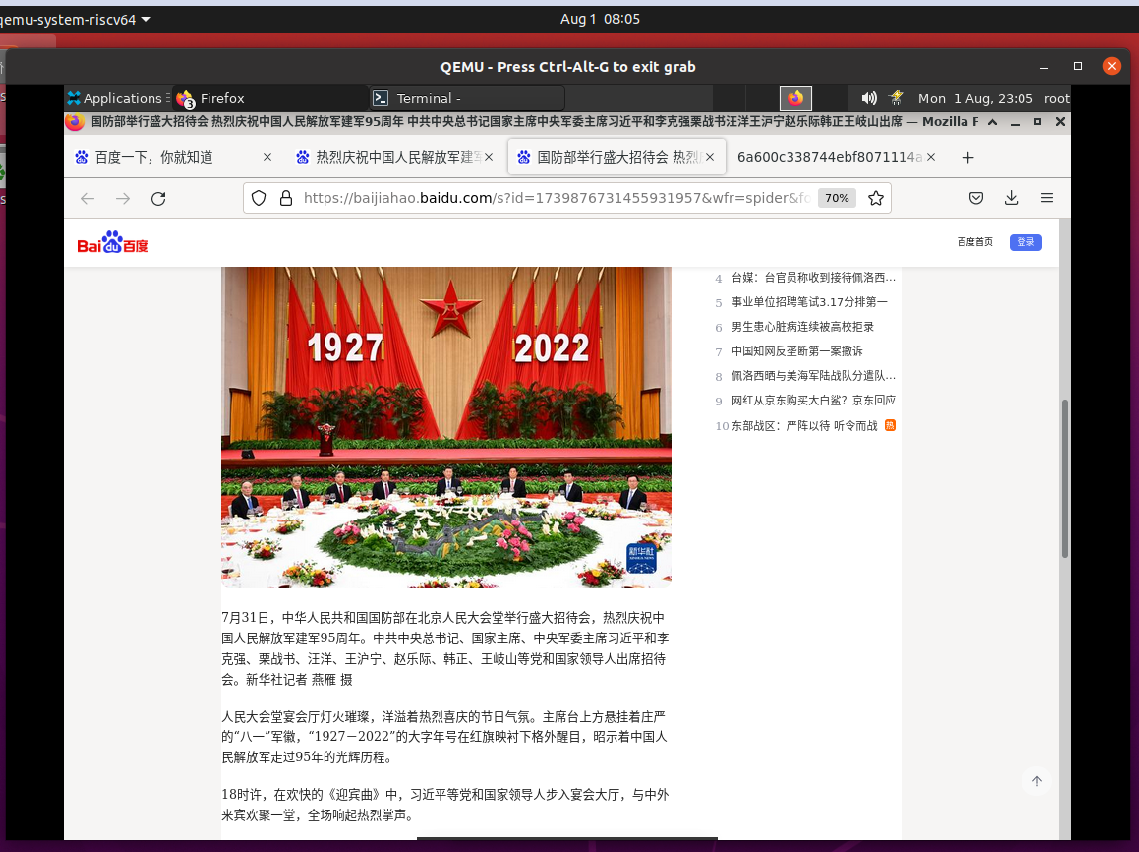 qemu-system-riscv64
Aug 1 08:05
QEMU - Press Ctrl-Alt-G to exit grab
Applications
3
Firefox
Terminal -
Mon 1 Aug, 23:05
root
国防部举行盛大招待会 热烈庆祝中国人民解放军建军95周年 中共中央总书记国家主席中央军委主席习近平和李克强栗战书汪洋王沪宁赵乐际韩正王岐山出席 — Mozilla F
百度一下，你就知道
热烈庆祝中国人民解放军建军
国防部举行盛大招待会 热烈
6a600c338744ebf8071114a
https://baijiahao.baidu.com/s?id=1739876731455931957&wfr=spider&fo
70%
Bai du 百度
百度首页
登录
4 台媒：台官员称收到接待佩洛西...
5 事业单位招聘笔试3.17分排第一
6 男生患心脏病连续被高校拒录
7 中国知网反垄断第一案撤诉
8 佩洛西晒与美海军陆战队分遣队...
9 网红从京东购买大白鲨？京东回应
10 东部战区：严阵以待 听令而战 热
1927
2022
新华社
7月31日，中华人民共和国国防部在北京人民大会堂举行盛大招待会，热烈庆祝中
国人民解放军建军95周年。中共中央总书记、国家主席、中央军委主席习近平和李
克强、栗战书、汪洋、王沪宁、赵乐际、韩正、王岐山等党和国家领导人出席招待
会。新华社记者 燕雁 摄
人民大会堂宴会厅灯火璀璨，洋溢着热烈喜庆的节日气氛。主席台上方悬挂着庄严
的“八一”军徽，“1927－2022”的大字年号在红旗映衬下格外醒目，昭示着中国人
民解放军走过95年的光辉历程。
18时许，在欢快的《迎宾曲》中，习近平等党和国家领导人步入宴会大厅，与中外
来宾欢聚一堂，全场响起热烈掌声。